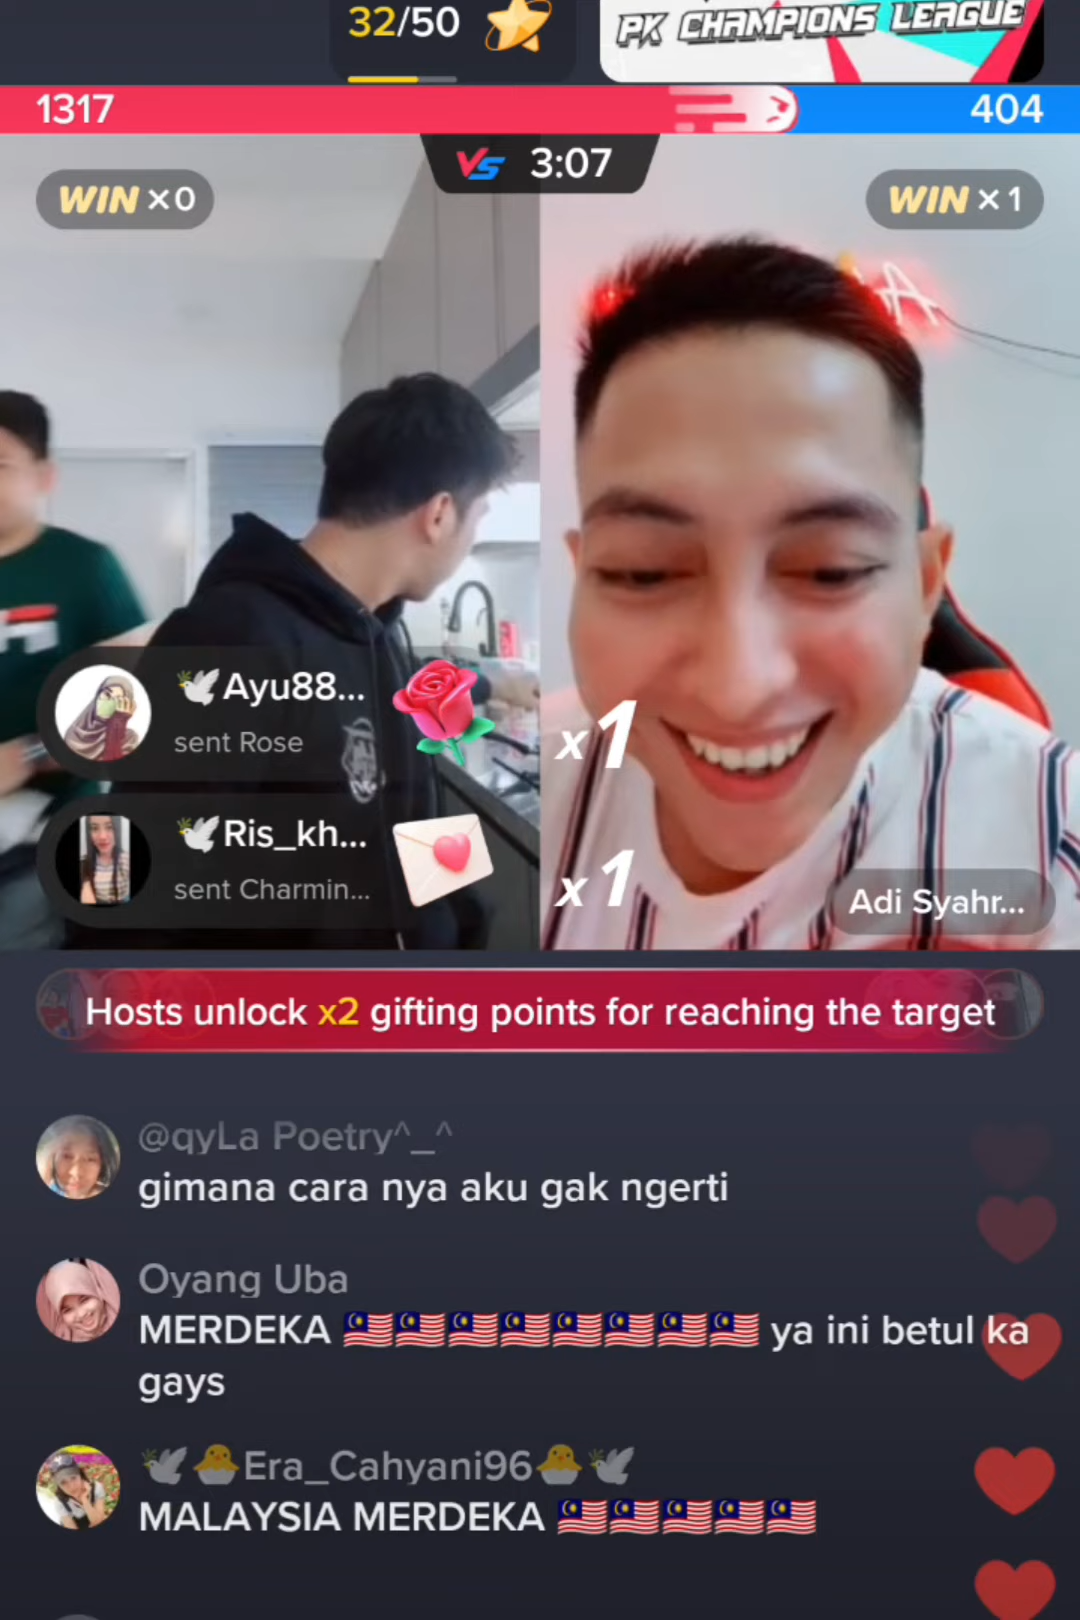 32/50
PK CHAMPIONS LEAGUE
1317
404
VS 3:07
WIN ×0
WIN ×1
A
Ayu88...
sent Rose
x1
Ris_kh...
sent Charmin...
x1
Adi Syahr...
Hosts unlock x2 gifting points for reaching the target
@qyLa Poetry^_^
gimana cara nya aku gak ngerti
Oyang Uba
MERDEKA 🇲🇾🇲🇾🇲🇾🇲🇾🇲🇾🇲🇾🇲🇾🇲🇾 ya ini betul ka
gays
🕊️🐣Era_Cahyani96🐣🕊️
MALAYSIA MERDEKA 🇲🇾🇲🇾🇲🇾🇲🇾🇲🇾